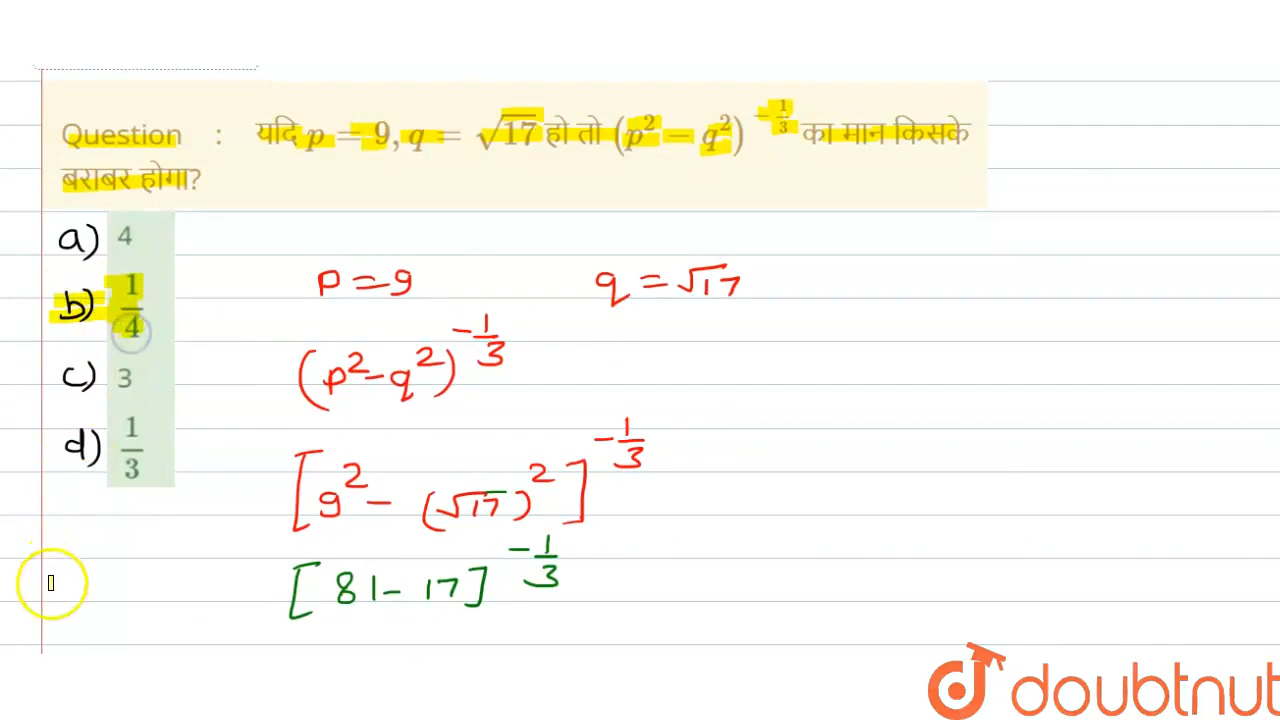 Question : यदि p = 9, q = √17 हो तो (p² − q²)^(−1/3) का मान किसके
बराबर होगा?
a) 4
b) 1/4
c) 3
d) 1/3
p = 9 q = √17
(p² − q²)^(−1/3)
[9² − (√17)²]^(−1/3)
[81 − 17]^(−1/3)
doubtnut